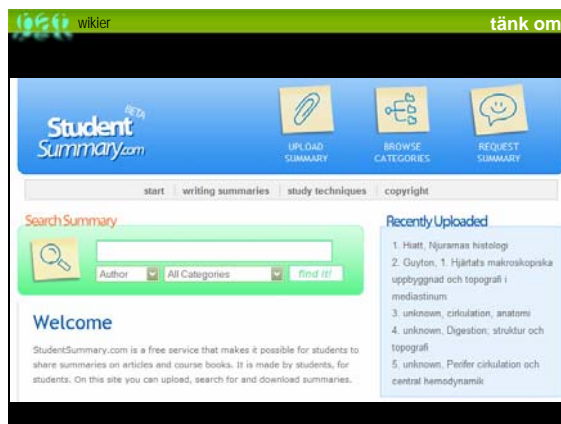 wikier
tänk om
BETA
Student
Summary.com
UPLOAD
SUMMARY
BROWSE
CATEGORIES
REQUEST
SUMMARY
start writing summaries study techniques copyright
Search Summary
Author All Categories find it!
Welcome
StudentSummary.com is a free service that makes it possible for students to
share summaries on articles and course books. It is made by students, for
students. On this site you can upload, search for and download summaries.
Recently Uploaded
1. Hiatt, Njurarnas histologi
2. Guyton, 1. Hjärtats makroskopiska
uppbyggnad och topografi i
mediastinum
3. unknown, cirkulation, anatomi
4. unknown, Digestion; struktur och
topografi
5. unknown, Perifer cirkulation och
central hemodynamik